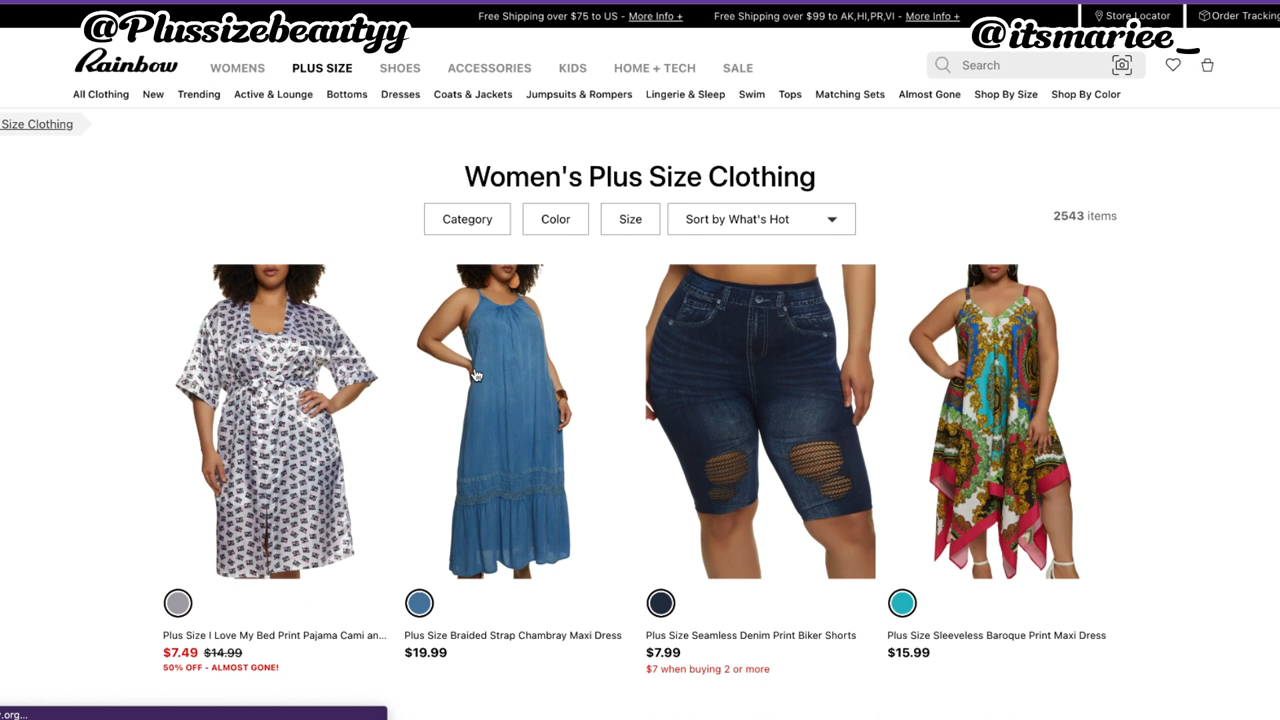 Free Shipping over $75 to US - More Info +
Free Shipping over $99 to AK,HI,PR,VI - More Info +
Store Locator
Order Tracking
@Plussizebeautyy
@itsmariee_
Rainbow
WOMENS
PLUS SIZE
SHOES
ACCESSORIES
KIDS
HOME + TECH
SALE
Search
All Clothing
New
Trending
Active & Lounge
Bottoms
Dresses
Coats & Jackets
Jumpsuits & Rompers
Lingerie & Sleep
Swim
Tops
Matching Sets
Almost Gone
Shop By Size
Shop By Color
Size Clothing
Women's Plus Size Clothing
Category
Color
Size
Sort by What's Hot
2543 items
Plus Size I Love My Bed Print Pajama Cami an...
$7.49 $14.99
50% OFF - ALMOST GONE!
Plus Size Braided Strap Chambray Maxi Dress
$19.99
Plus Size Seamless Denim Print Biker Shorts
$7.99
$7 when buying 2 or more
Plus Size Sleeveless Baroque Print Maxi Dress
$15.99
.org...